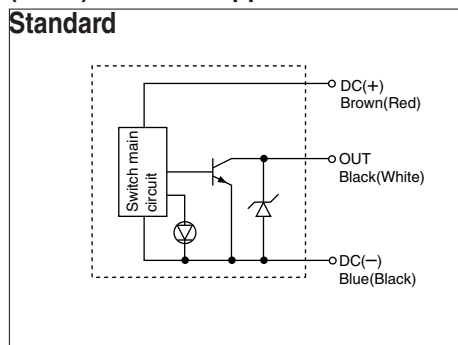 Standard
DC(+)
Brown(Red)
Switch main
circuit
OUT
Black(White)
DC(−)
Blue(Black)